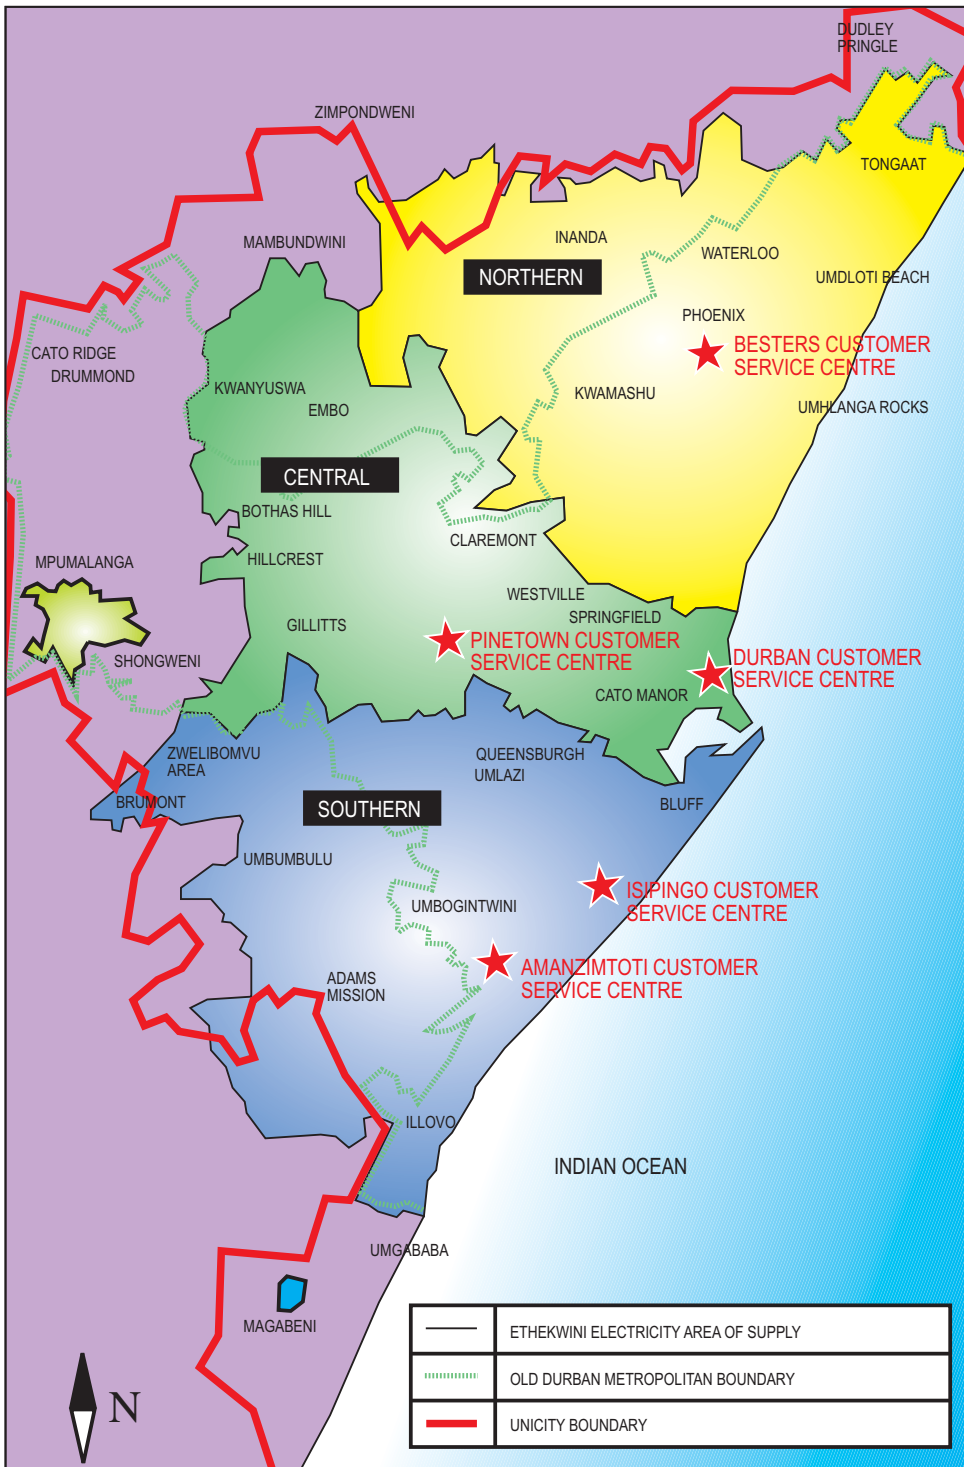 DUDLEY
PRINGLE
ZIMPONDWENI
TONGAAT
INANDA
MAMBUNDWINI
WATERLOO
NORTHERN
UMDLOTI BEACH
PHOENIX
BESTERS CUSTOMER
SERVICE CENTRE
CATO RIDGE
DRUMMOND
KWANYUSWA
KWAMASHU
EMBO
UMHLANGA ROCKS
CENTRAL
BOTHAS HILL
CLAREMONT
HILLCREST
MPUMALANGA
WESTVILLE
SPRINGFIELD
GILLITTS
PINETOWN CUSTOMER
SERVICE CENTRE
SHONGWENI
DURBAN CUSTOMER
SERVICE CENTRE
CATO MANOR
ZWELIBOMVU
AREA
QUEENSBURGH
UMLAZI
BRUMONT
SOUTHERN
BLUFF
UMBUMBULU
ISIPINGO CUSTOMER
SERVICE CENTRE
UMBOGINTWINI
AMANZIMTOTI CUSTOMER
SERVICE CENTRE
ADAMS
MISSION
ILLOVO
INDIAN OCEAN
UMGABABA
MAGABENI
ETHEKWINI ELECTRICITY AREA OF SUPPLY
OLD DURBAN METROPOLITAN BOUNDARY
UNICITY BOUNDARY
N